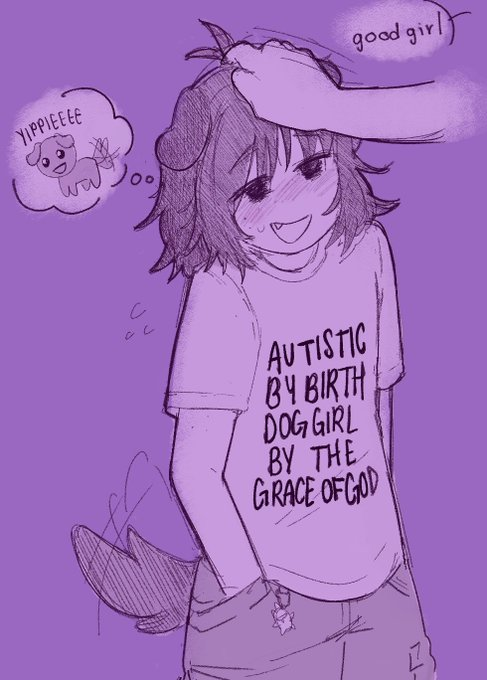 good girl
YIPPIEEEE
AUTISTIC
BY BIRTH
DOG GIRL
BY THE
GRACE OF GOD